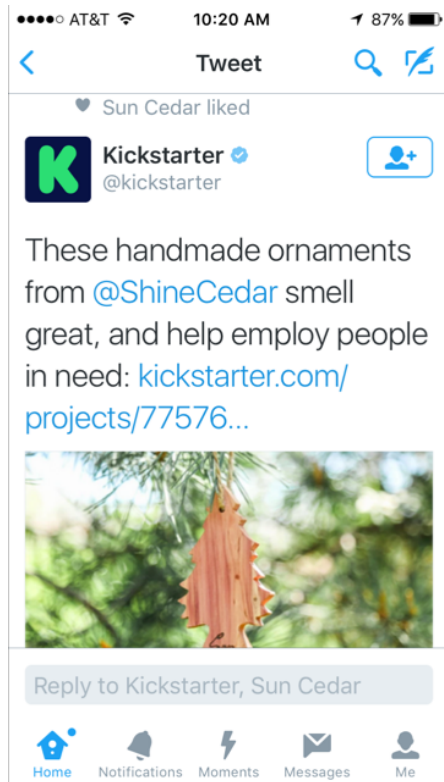 AT&T 10:20 AM 87%
Tweet
Sun Cedar liked
Kickstarter
@kickstarter
These handmade ornaments
from @ShineCedar smell
great, and help employ people
in need: kickstarter.com/
projects/77576...
Reply to Kickstarter, Sun Cedar
Home Notifications Moments Messages Me